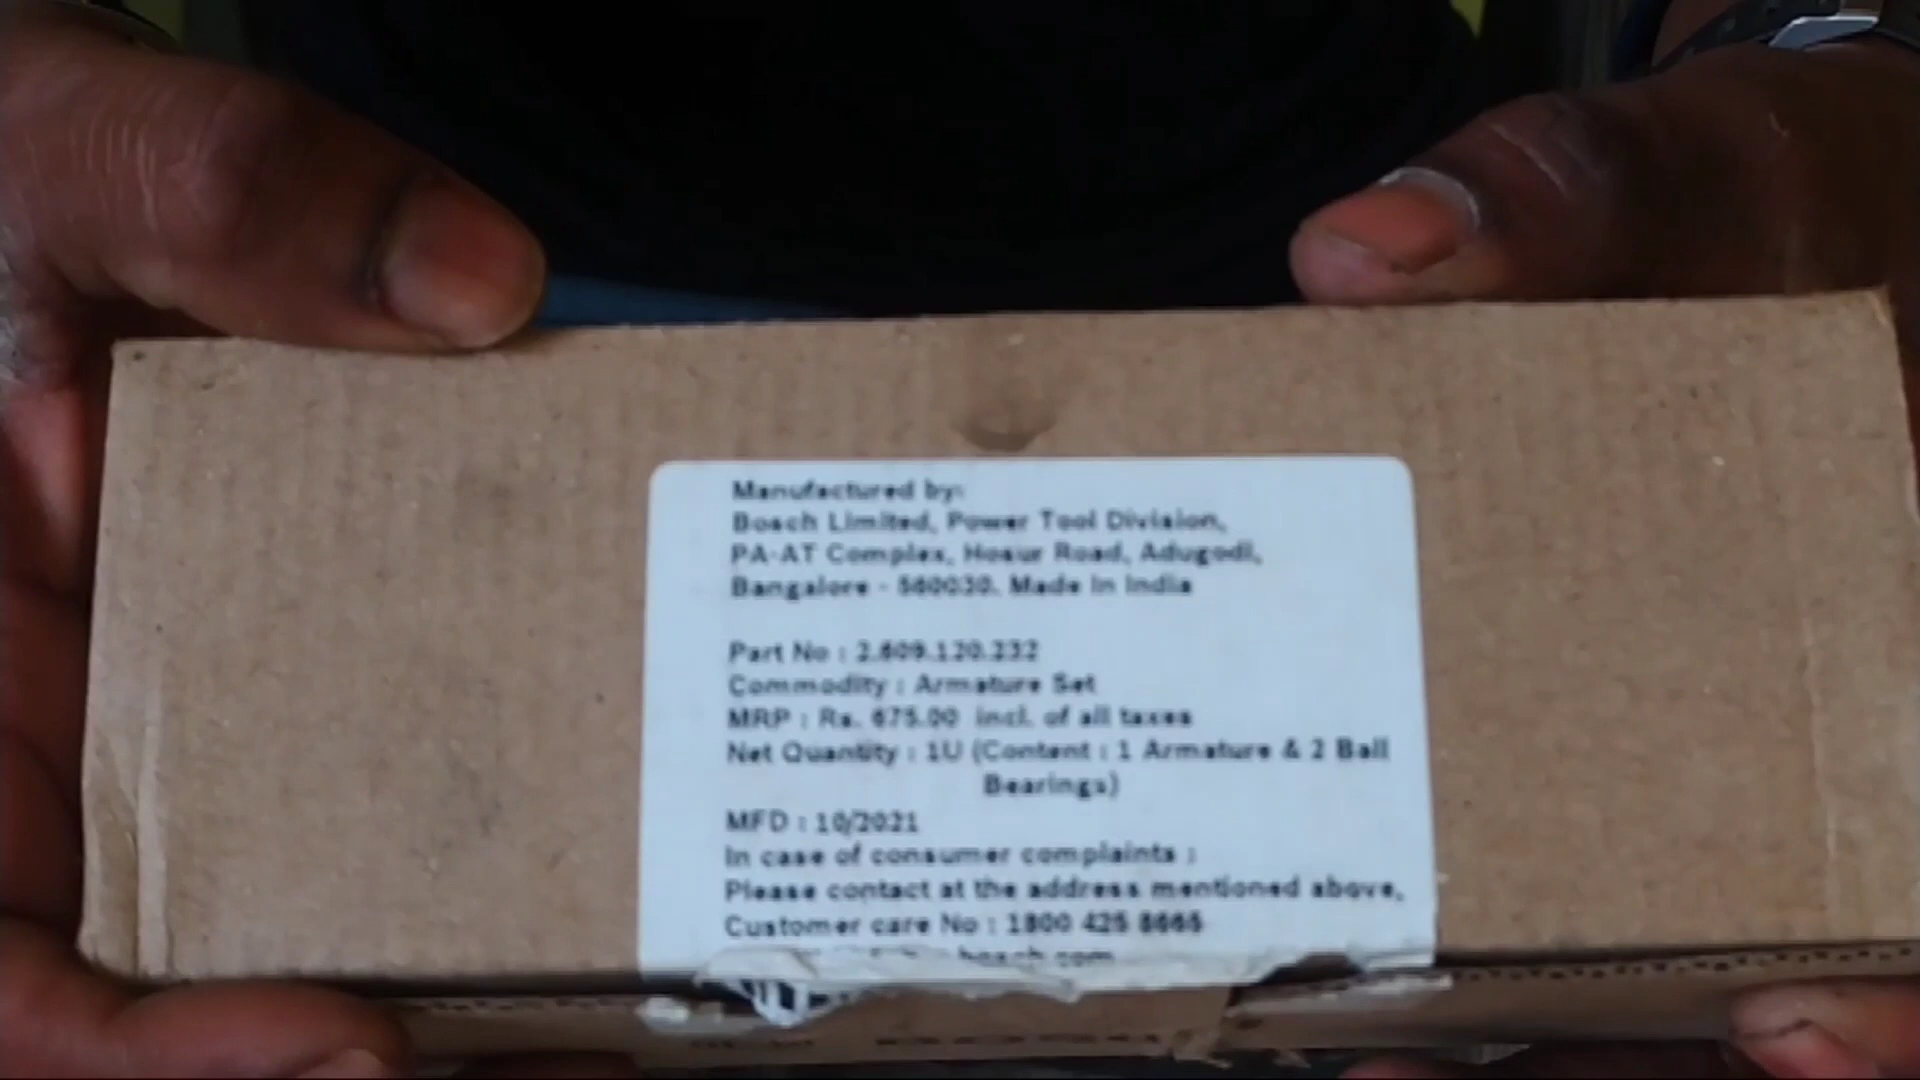 Manufactured by:
Bosch Limited, Power Tool Division,
PA-AT Complex, Hosur Road, Adugodi,
Bangalore - 560030. Made in India
Part No : 2.609.120.232
Commodity : Armature Set
MRP : Rs. 675.00 incl. of all taxes
Net Quantity : 1U (Content : 1 Armature & 2 Ball
Bearings)
MFD : 10/2021
In case of consumer complaints :
Please contact at the address mentioned above,
Customer care No : 1800 425 8665
bosch.com